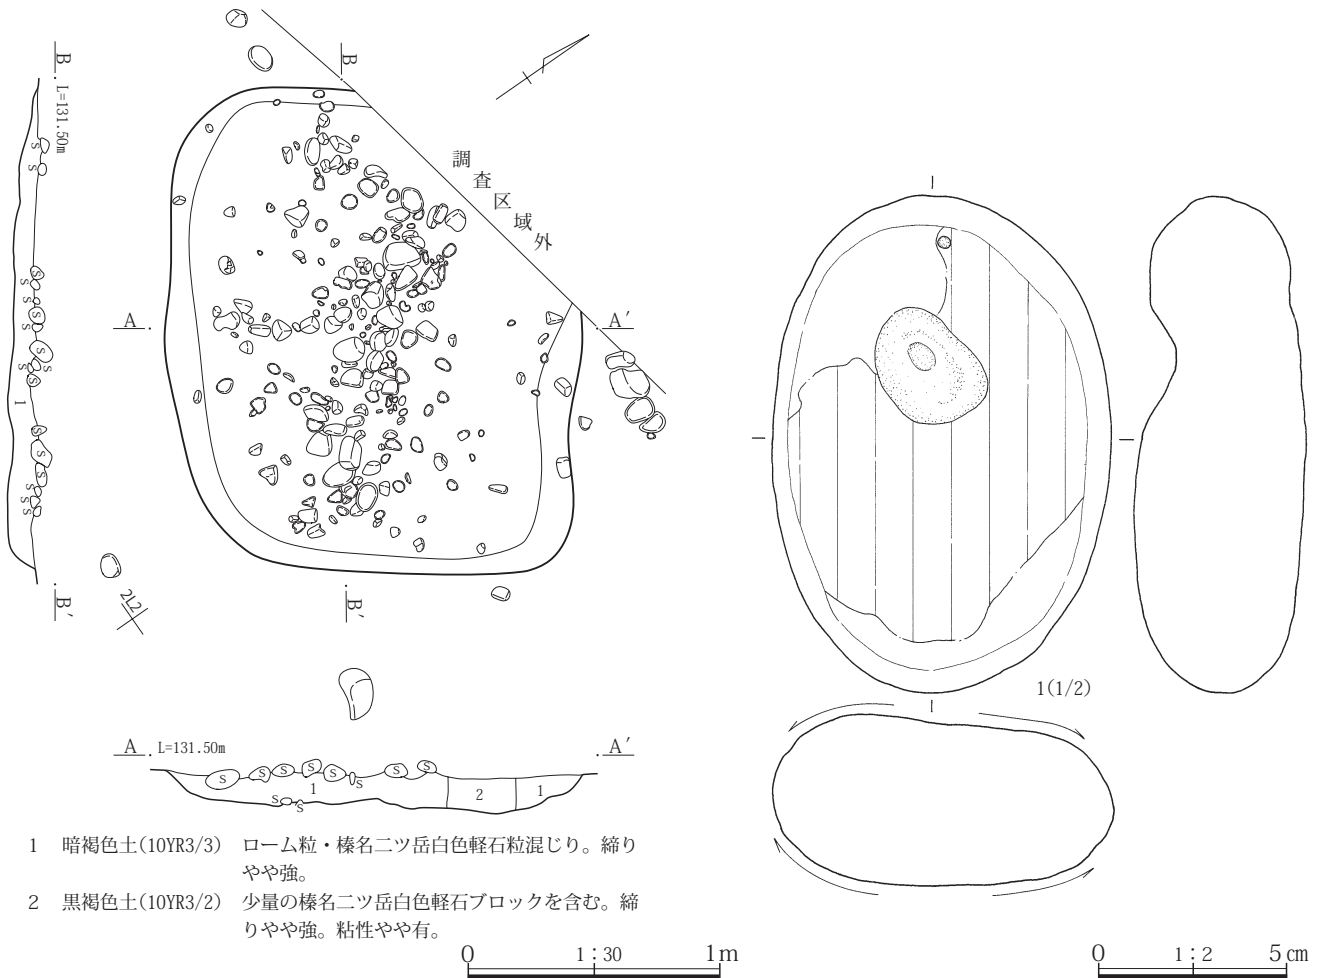 B
L=131.50m
B
調査区域外
A
A′
1
B′
B′
2L2
A
L=131.50m
A′
1
2
1
S
S
S
S
S
S
S
S
S
S
1(1/2)
1 暗褐色土(10YR3/3) ローム粒・榛名二ツ岳白色軽石粒混じり。締り
やや強。
2 黒褐色土(10YR3/2) 少量の榛名二ツ岳白色軽石ブロックを含む。締
りやや強。粘性やや有。
0 1:30 1m
0 1:2 5cm